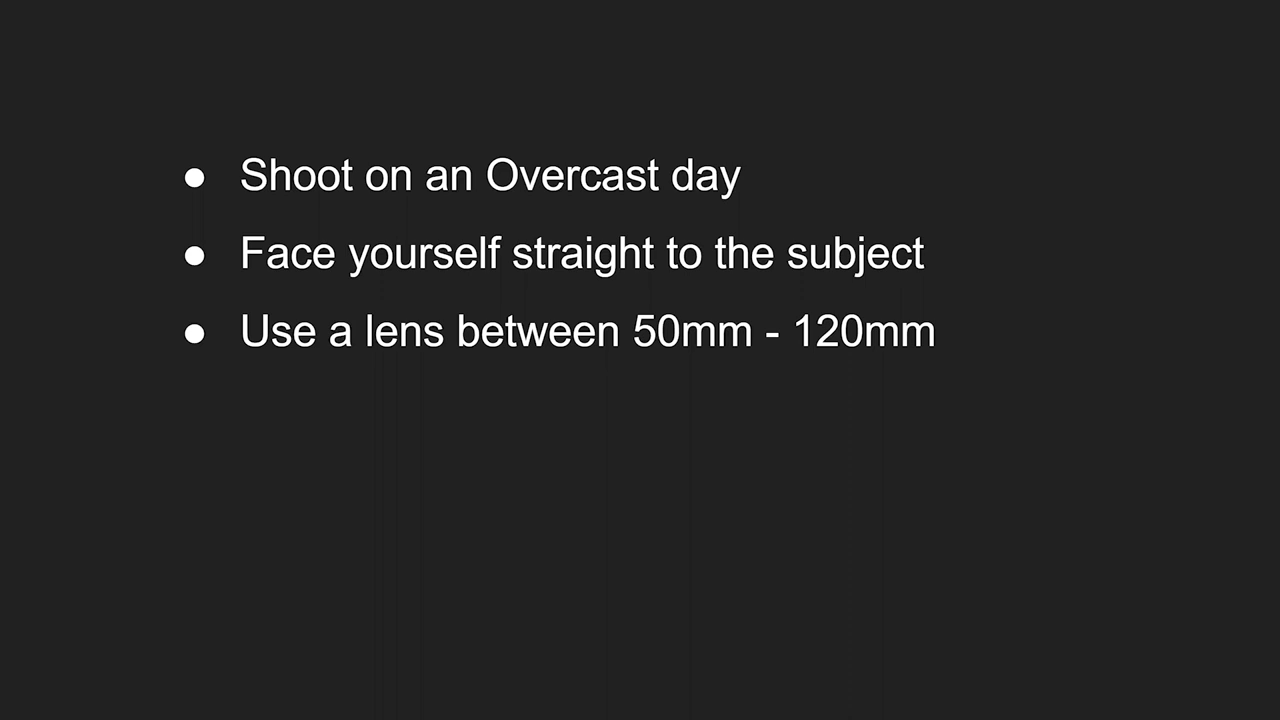 ● Shoot on an Overcast day
● Face yourself straight to the subject
● Use a lens between 50mm - 120mm